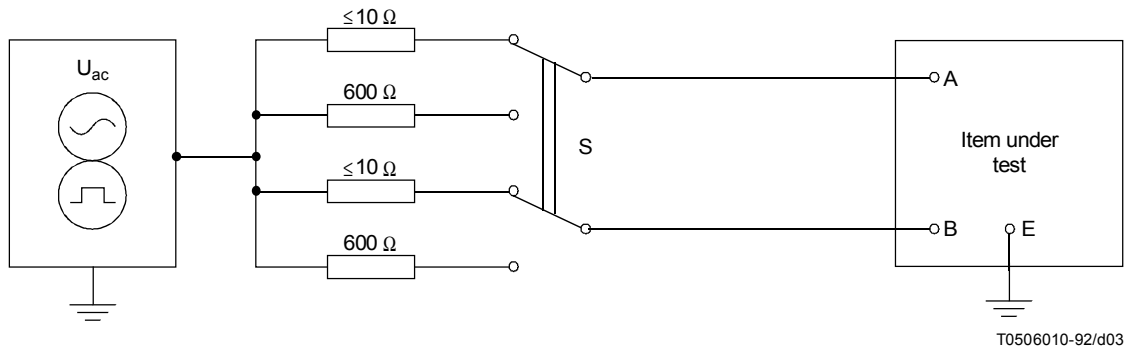 ≤10 Ω
U_ac
600 Ω
A
Item under
test
S
≤10 Ω
B
E
600 Ω
T0506010-92/d03